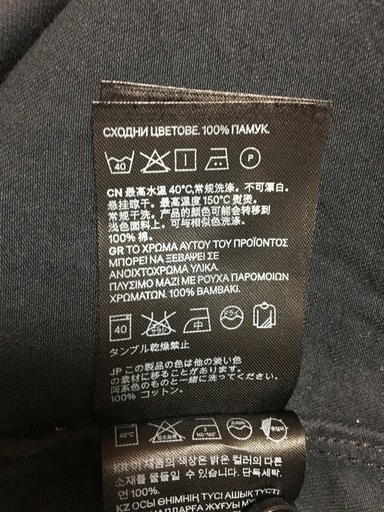 СХОДНИ ЦВЕТОВЕ. 100% ПАМУК.
40 P
CN 最高水温 40°C,常规洗涤。不可漂白。
悬挂晾干。最高温度 150°C 熨烫。
常规干洗。产品的颜色可能会转移到
浅色面料上。可与相似色洗涤。
100% 棉。
GR ΤΟ ΧΡΩΜΑ ΑΥΤΟΥ ΤΟΥ ΠΡΟΪΟΝΤΟΣ
ΜΠΟΡΕΙ ΝΑ ΞΕΒΑΨΕΙ ΣΕ
ΑΝΟΙΧΤΟΧΡΩΜΑ ΥΛΙΚΑ.
ΠΛΥΣΙΜΟ ΜΑΖΙ ΜΕ ΡΟΥΧΑ ΠΑΡΟΜΟΙΩΝ
ΧΡΩΜΑΤΩΝ. 100% ΒΑΜΒΑΚΙ.
40 中
タンブル乾燥禁止
JP この製品の色は他の淡い色
の素材に移ることがあります。
同系色のものと洗ってください。
100% コットン。
40°C
KR 이 제품의 색상은 밝은 컬러의 다른
소재를 물들일 수 있습니다. 단독세탁.
면 100%.
KZ ОСЫ ӨНІМНІҢ ТҮСІ АШЫҚ ТҮСТІ